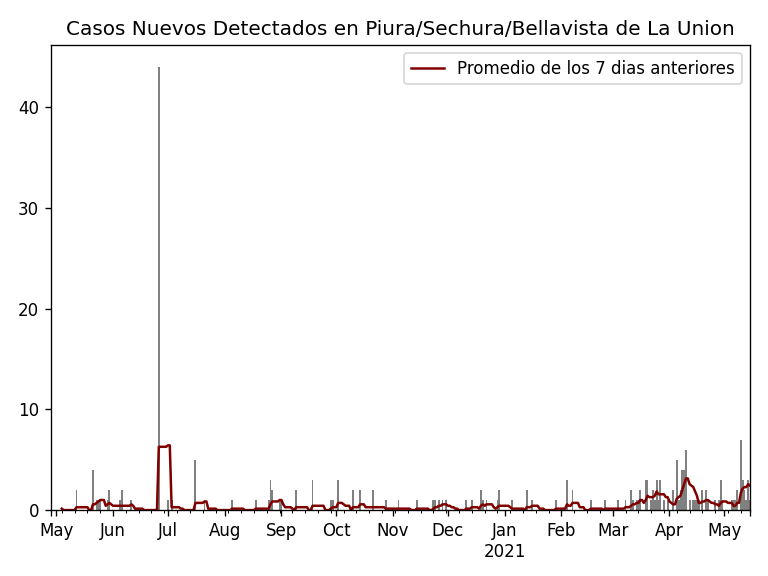 Casos Nuevos Detectados en Piura/Sechura/Bellavista de La Union
Promedio de los 7 dias anteriores
40
30
20
10
0
May Jun Jul Aug Sep Oct Nov Dec Jan Feb Mar Apr May
2021